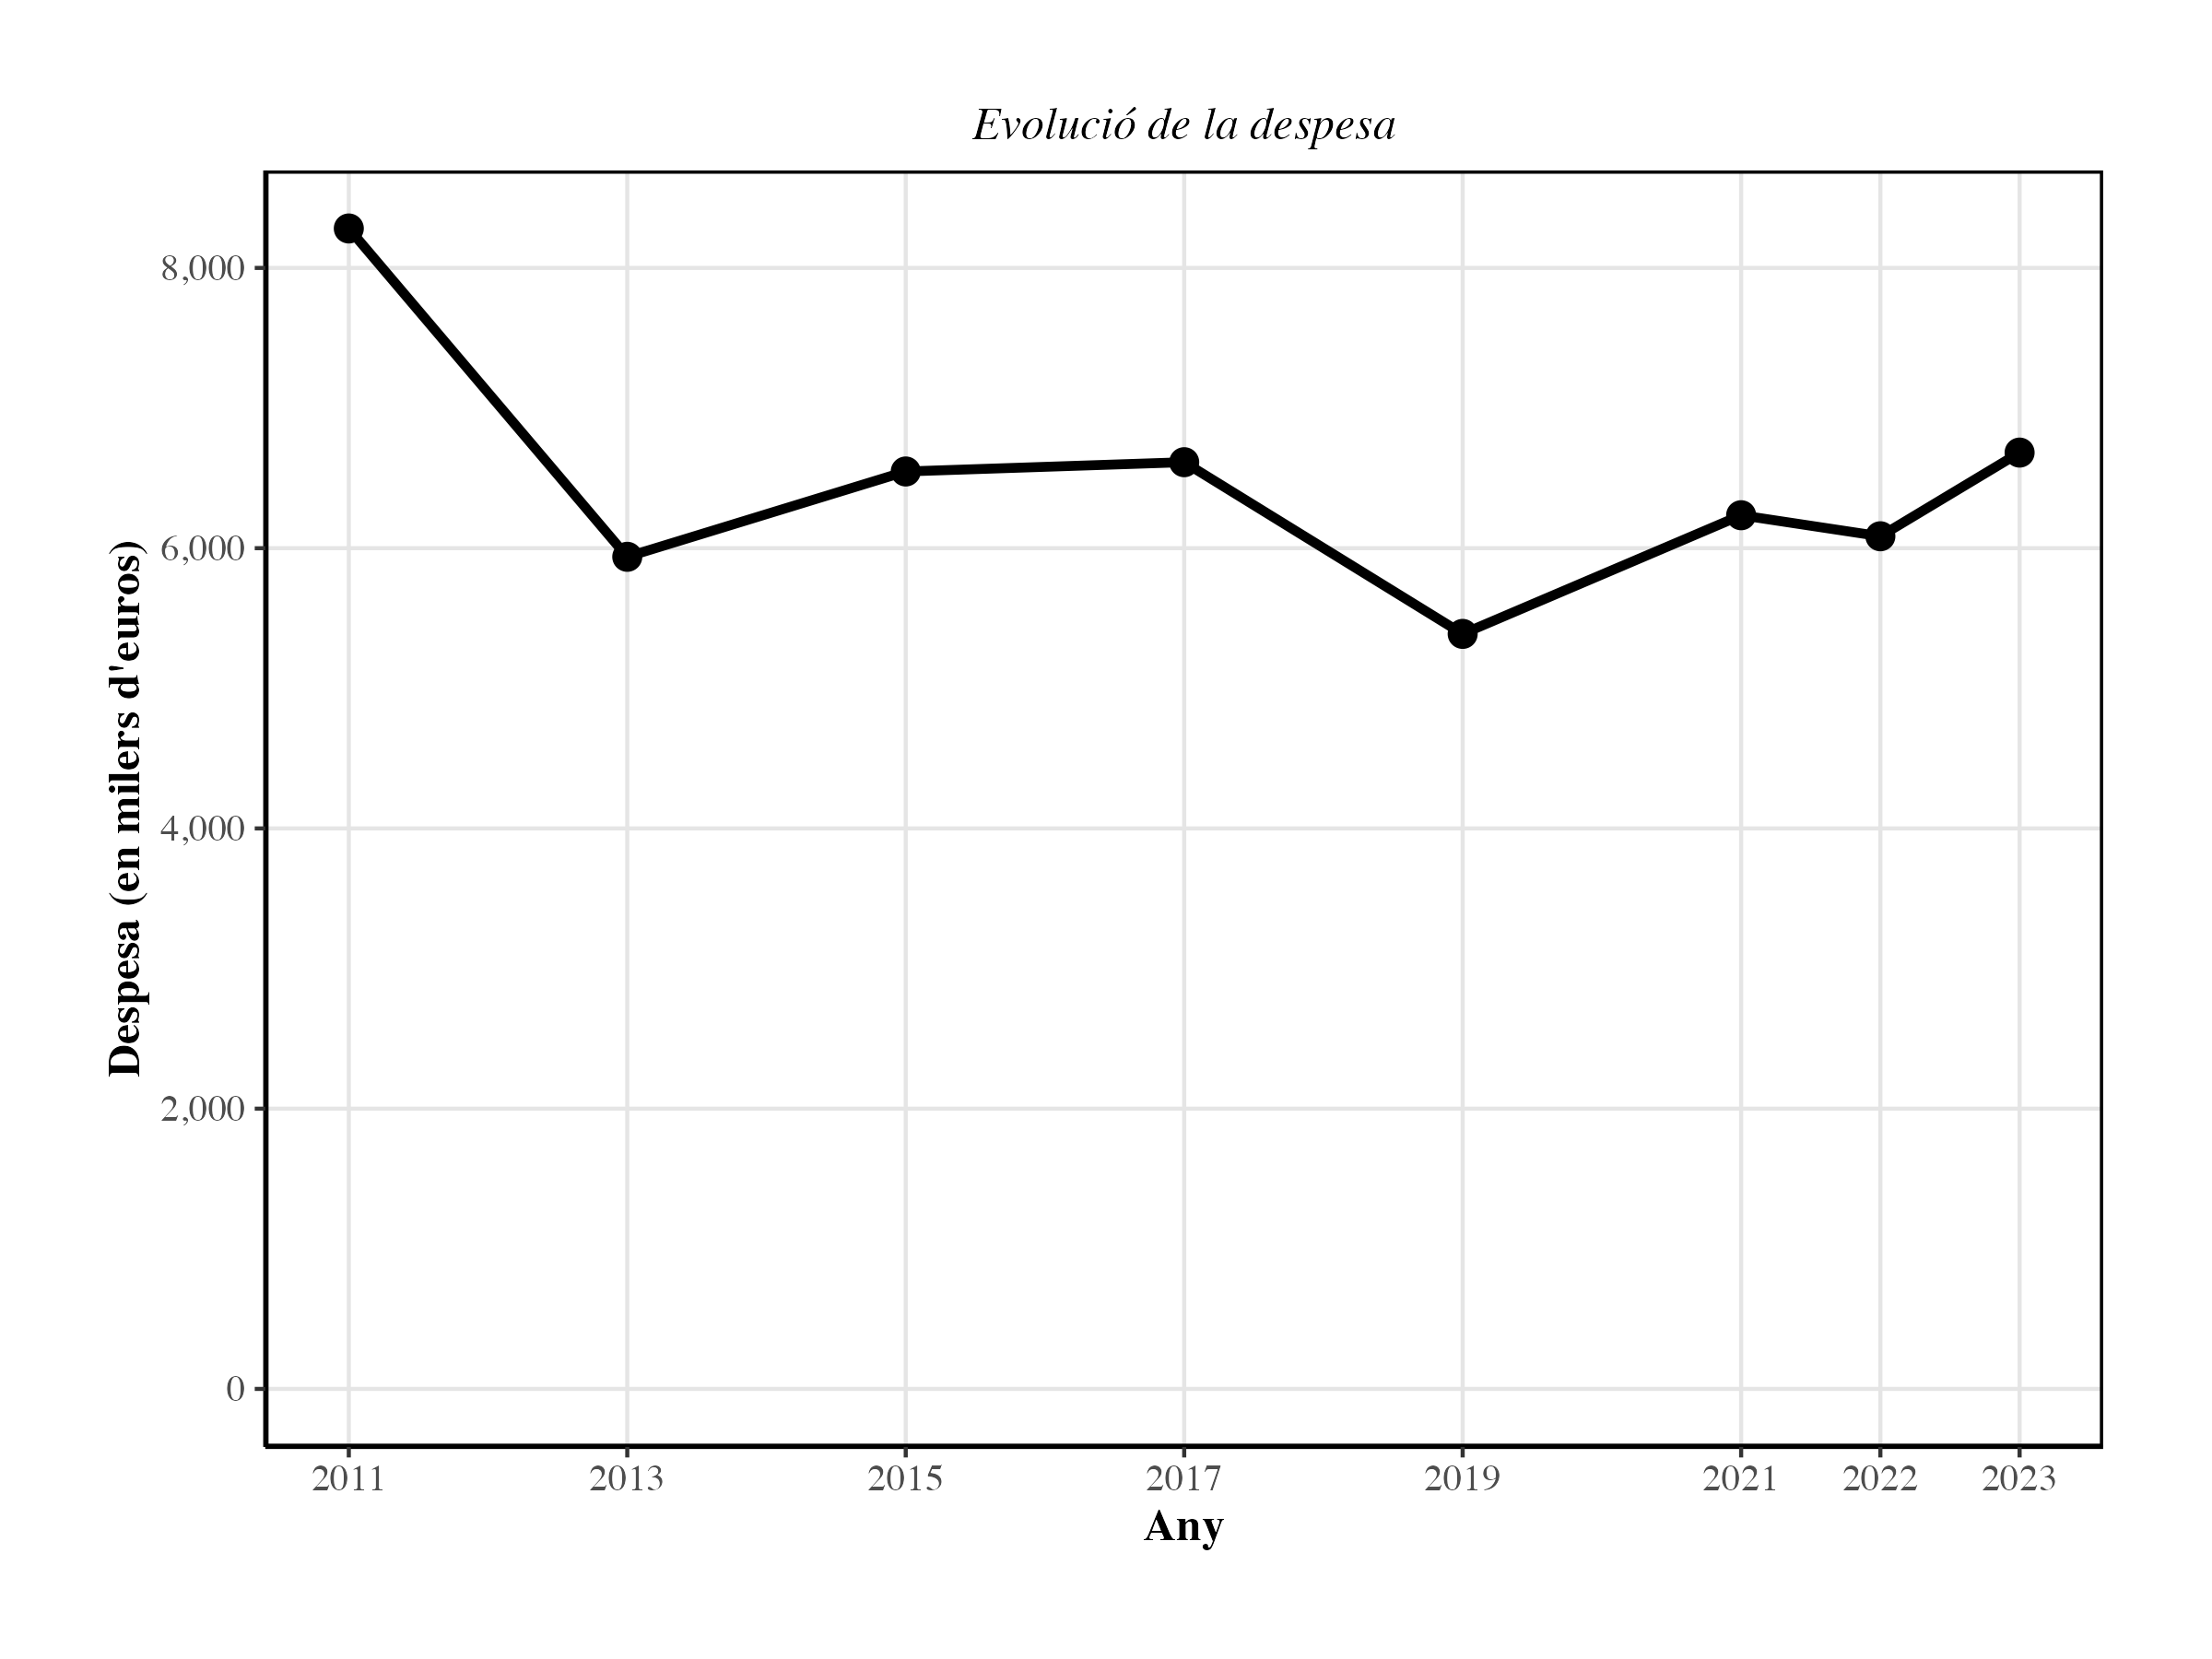 Evolució de la despesa
Despesa (en milers d'euros)
8,000
6,000
4,000
2,000
0
2011 2013 2015 2017 2019 2021 2022 2023
Any